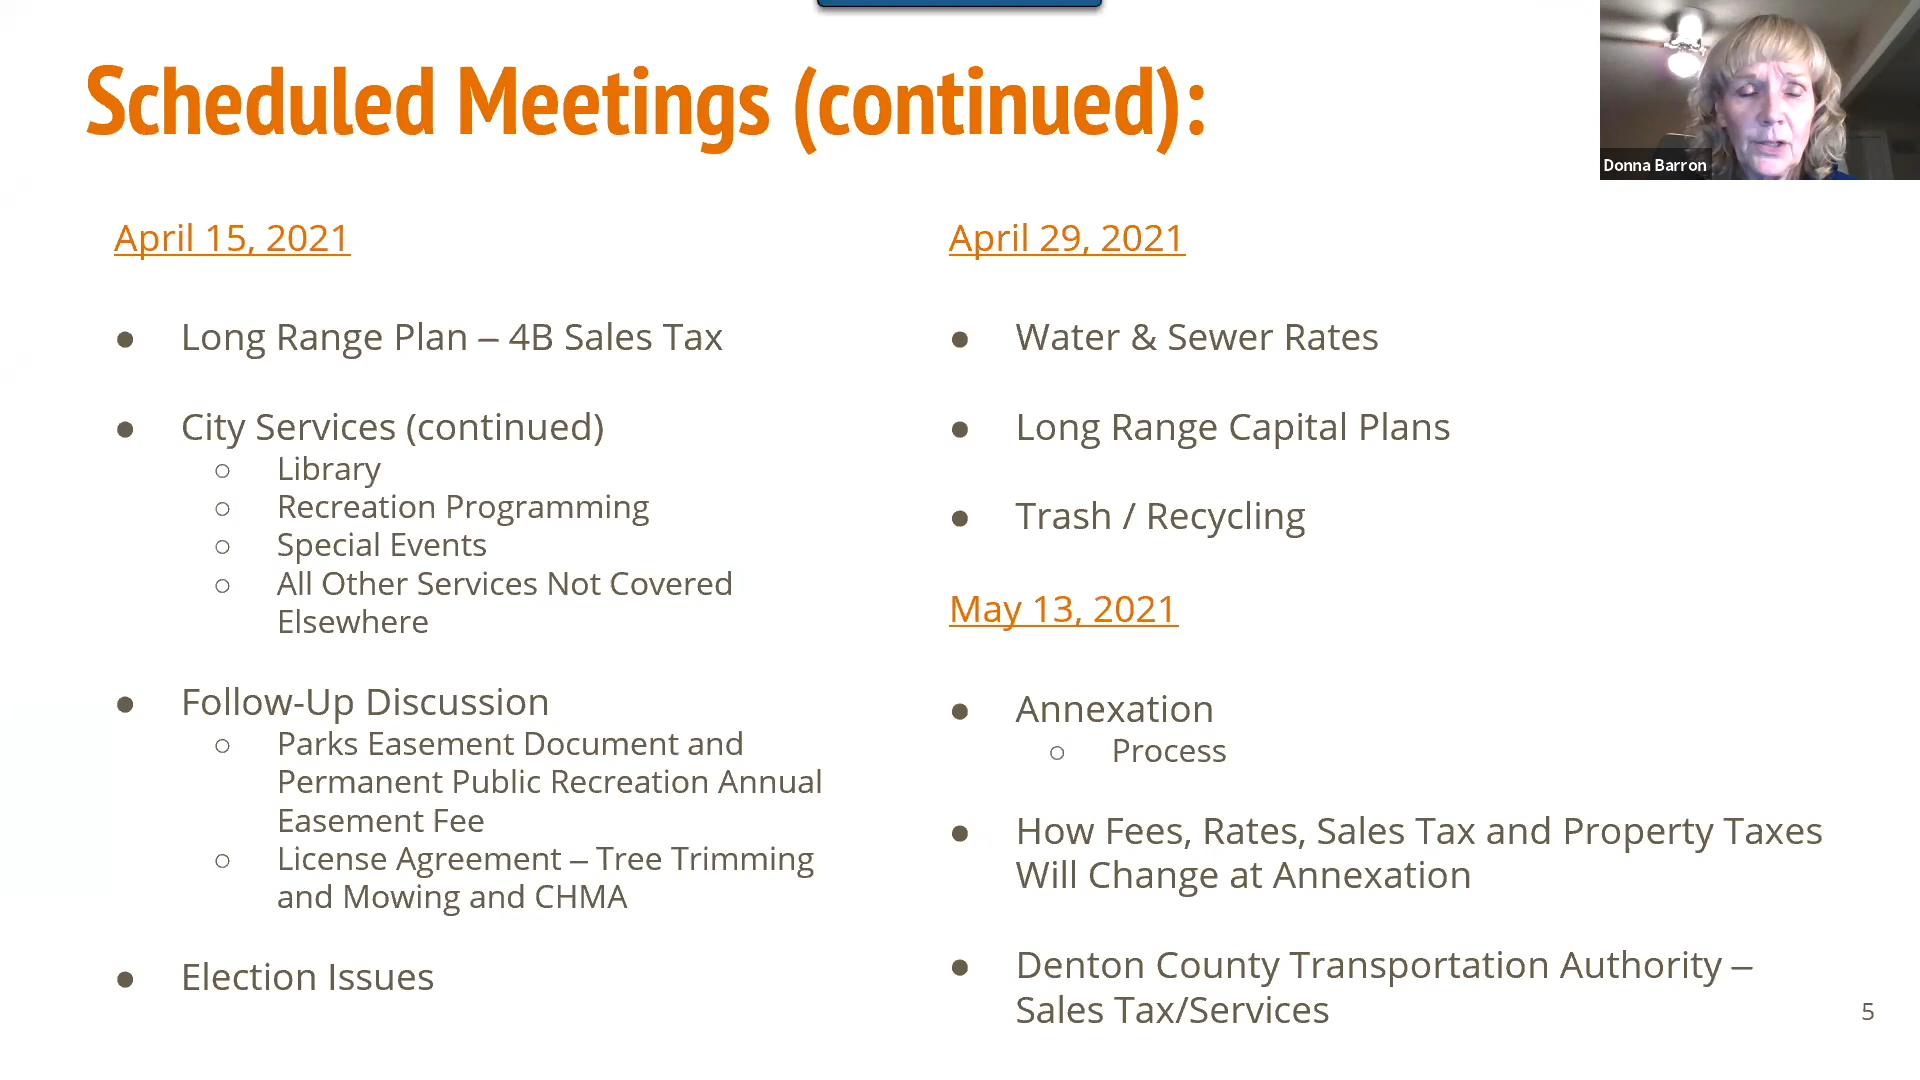 Scheduled Meetings (continued):
Donna Barron
April 15, 2021
● Long Range Plan – 4B Sales Tax
● City Services (continued)
○ Library
○ Recreation Programming
○ Special Events
○ All Other Services Not Covered
Elsewhere
● Follow-Up Discussion
○ Parks Easement Document and
Permanent Public Recreation Annual
Easement Fee
○ License Agreement – Tree Trimming
and Mowing and CHMA
● Election Issues
April 29, 2021
● Water & Sewer Rates
● Long Range Capital Plans
● Trash / Recycling
May 13, 2021
● Annexation
○ Process
● How Fees, Rates, Sales Tax and Property Taxes
Will Change at Annexation
● Denton County Transportation Authority –
Sales Tax/Services
5